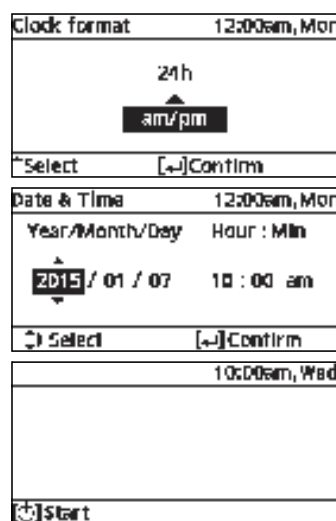 Clock format 12:00am, Mon
24h
am/pm
Select [↵]Confirm
Date & Time 12:00am, Mon
Year/Month/Day Hour : Min
2015 / 01 / 07 10 : 00 am
Select [↵]Confirm
10:00am, Wed
[⏻]Start